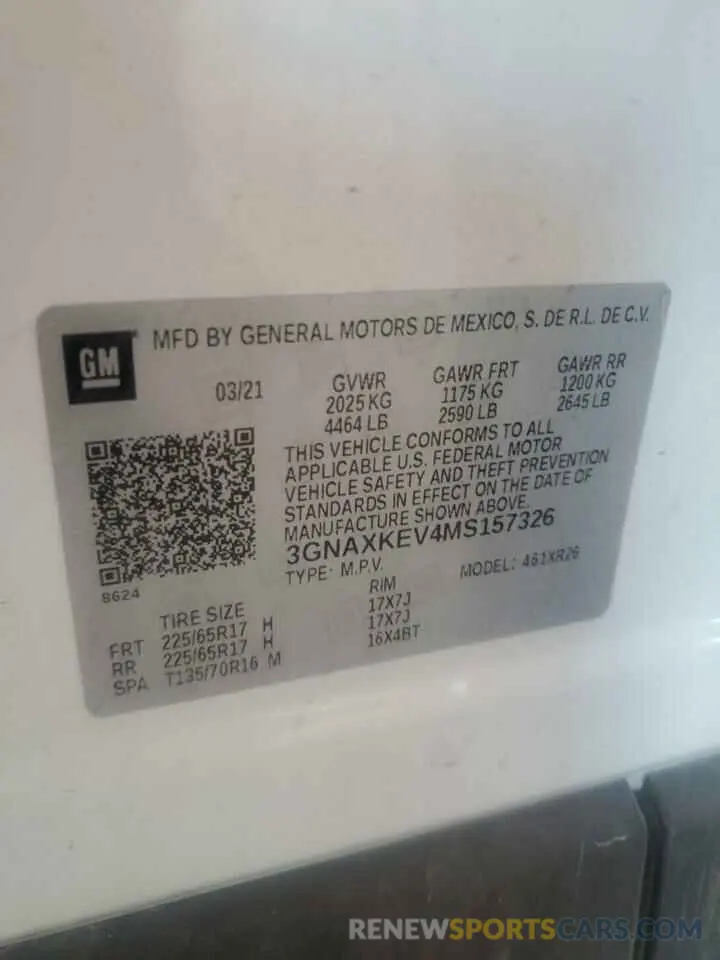 MFD BY GENERAL MOTORS DE MEXICO, S. DE R.L. DE C.V.
GM
03/21
GVWR GAWR FRT GAWR RR
2025 KG 1175 KG 1200 KG
4464 LB 2590 LB 2645 LB
THIS VEHICLE CONFORMS TO ALL
APPLICABLE U.S. FEDERAL MOTOR
VEHICLE SAFETY AND THEFT PREVENTION
STANDARDS IN EFFECT ON THE DATE OF
MANUFACTURE SHOWN ABOVE.
3GNAXKEV4MS157326
TYPE: M.P.V. MODEL: 461XR26
8624
TIRE SIZE RIM
FRT 225/65R17 H 17X7J
RR 225/65R17 H 17X7J
SPA T135/70R16 M 16X4BT
RENEWSPORTSCARS.COM